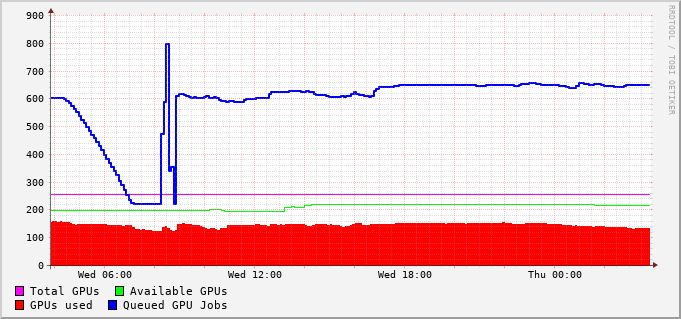 900
800
700
600
500
400
300
200
100
0
Wed 06:00 Wed 12:00 Wed 18:00 Thu 00:00
Total GPUs Available GPUs
GPUs used Queued GPU Jobs
RRDTOOL / TOBI OETIKER